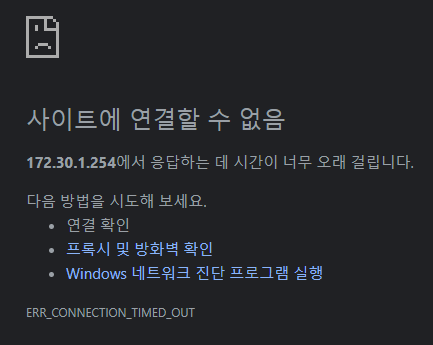 사이트에 연결할 수 없음
172.30.1.254에서 응답하는 데 시간이 너무 오래 걸립니다.
다음 방법을 시도해 보세요.
• 연결 확인
• 프록시 및 방화벽 확인
• Windows 네트워크 진단 프로그램 실행
ERR_CONNECTION_TIMED_OUT